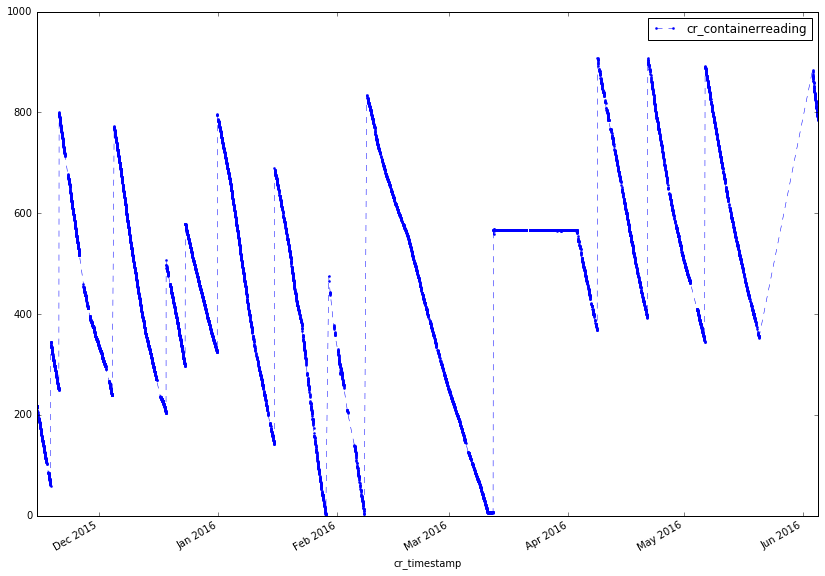 1000
cr_containerreading
800
600
400
200
0
Dec 2015
Jan 2016
Feb 2016
Mar 2016
Apr 2016
May 2016
Jun 2016
cr_timestamp